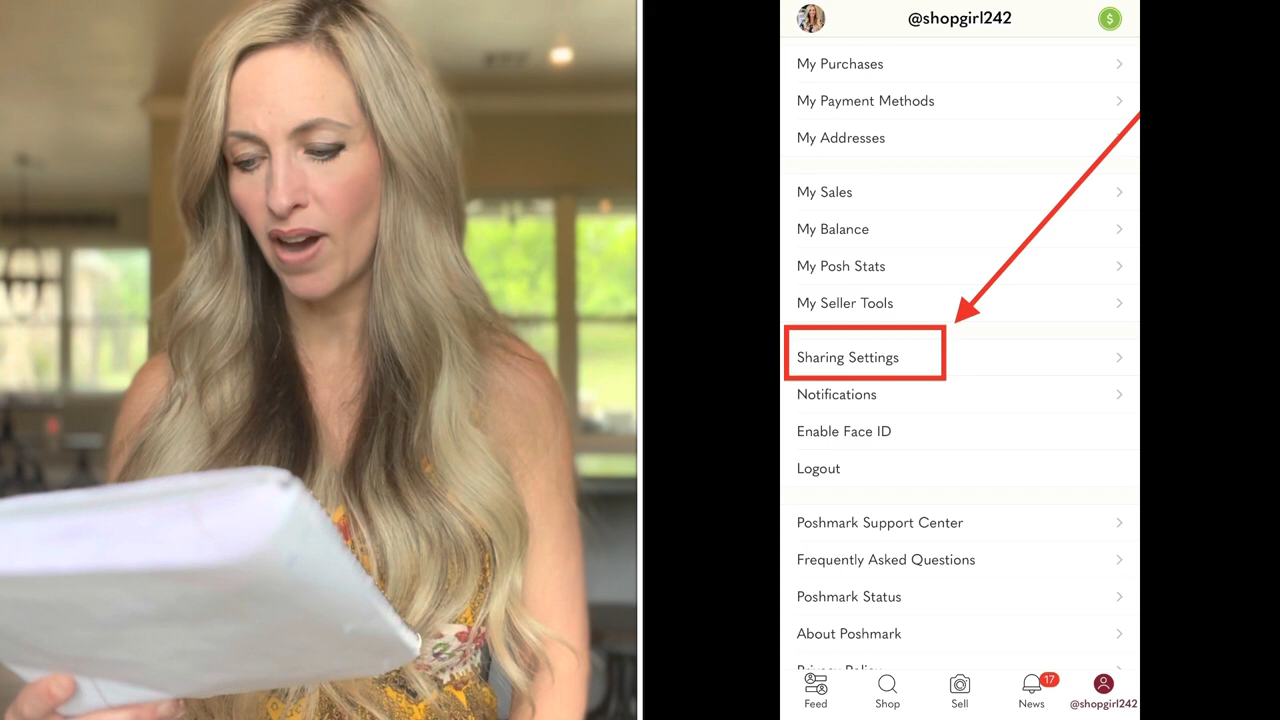 @shopgirl242
$
My Purchases
My Payment Methods
My Addresses
My Sales
My Balance
My Posh Stats
My Seller Tools
Sharing Settings
Notifications
Enable Face ID
Logout
Poshmark Support Center
Frequently Asked Questions
Poshmark Status
About Poshmark
Privacy Policy
17
Feed
Shop
Sell
News
@shopgirl242